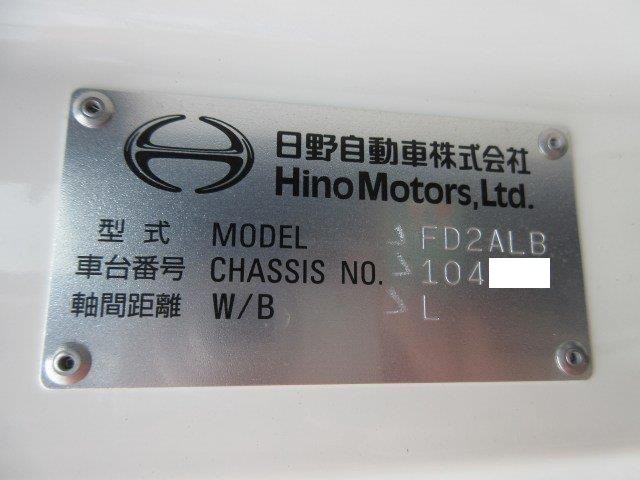 日野自動車株式会社
Hino Motors, Ltd.
型式 MODEL FD2ALB
車台番号 CHASSIS NO. 104
軸間距離 W/B L